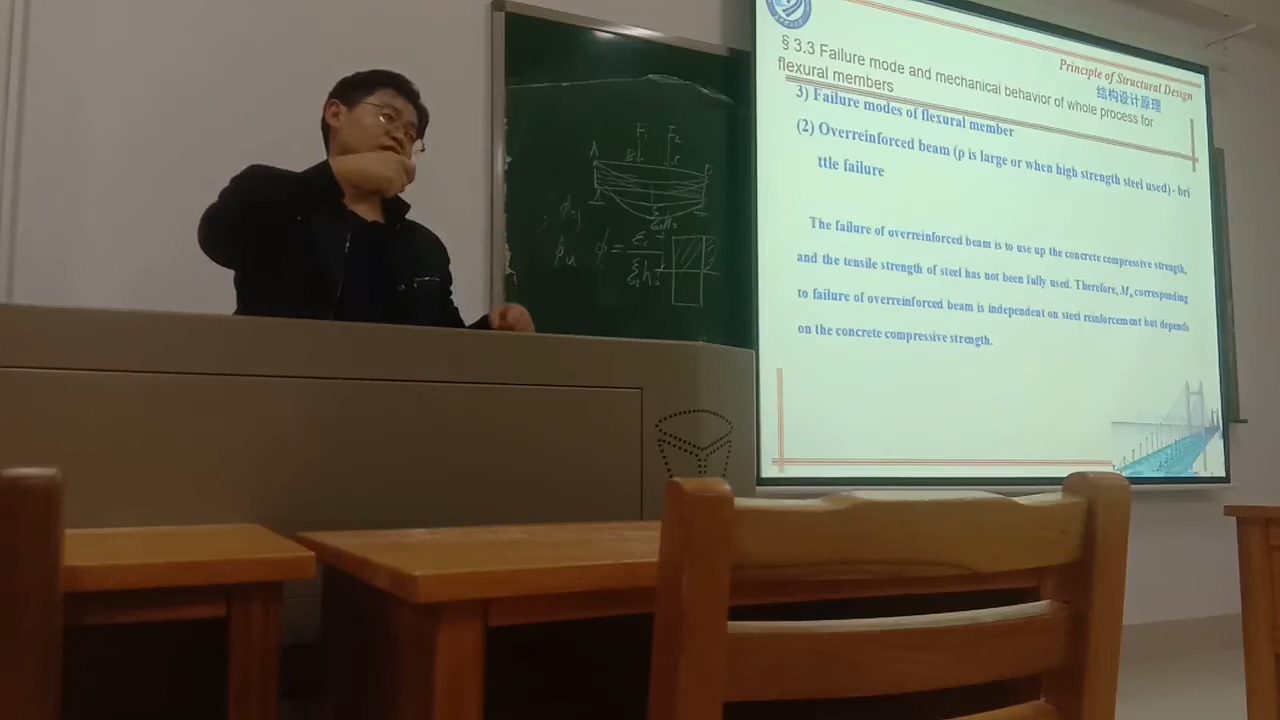 § 3.3 Failure mode and mechanical behavior of whole process for
flexural members
Principle of Structural Design
结构设计原理
3) Failure modes of flexural member
(2) Overreinforced beam (ρ is large or when high strength steel used)- bri
ttle failure
The failure of overreinforced beam is to use up the concrete compressive strength,
and the tensile strength of steel has not been fully used. Therefore, Mu corresponding
to failure of overreinforced beam is independent on steel reinforcement but depends
on the concrete compressive strength.
F1 F2
A B C D